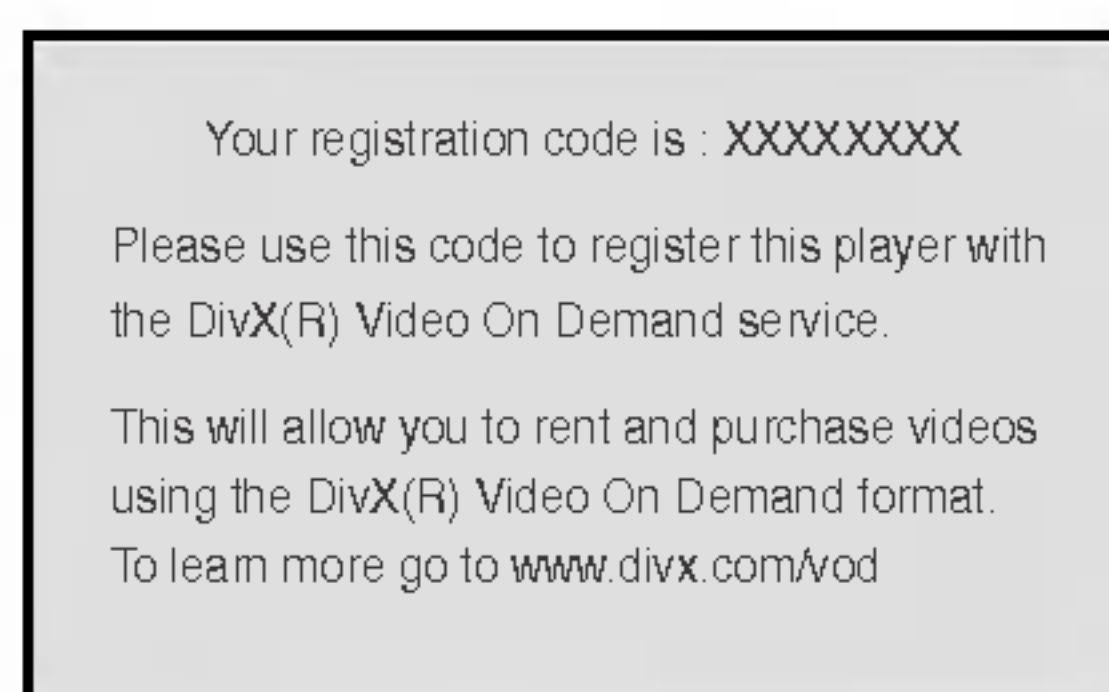 Your registration code is : XXXXXXXX
Please use this code to register this player with
the DivX(R) Video On Demand service.
This will allow you to rent and purchase videos
using the DivX(R) Video On Demand format.
To learn more go to www.divx.com/vod